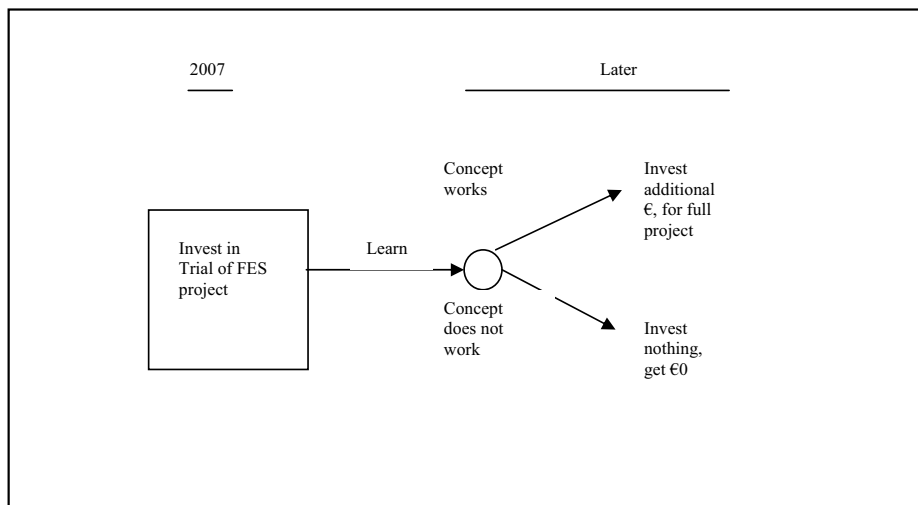 2007
Later
Concept
works
Invest
additional
€, for full
project
Invest in
Trial of FES
project
Learn
Concept
does not
work
Invest
nothing,
get €0